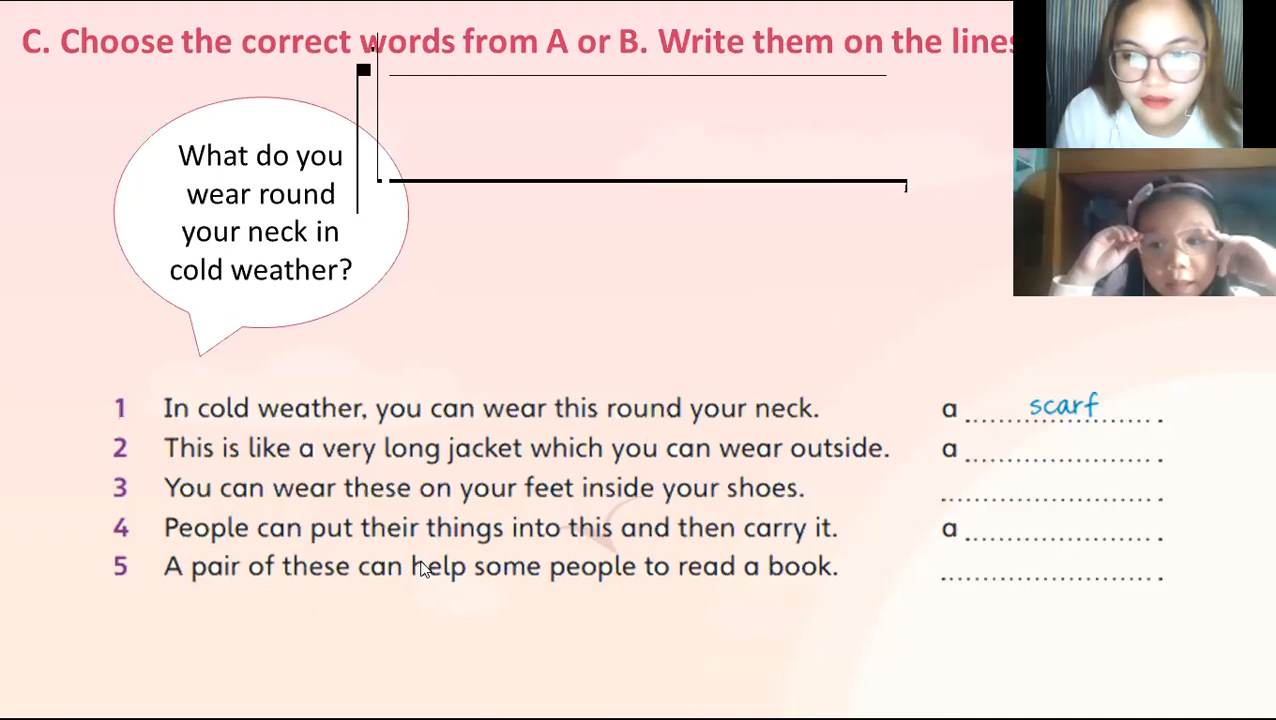 C. Choose the correct words from A or B. Write them on the lines
What do you
wear round
your neck in
cold weather?
1 In cold weather, you can wear this round your neck. a scarf.
2 This is like a very long jacket which you can wear outside. a ............................ .
3 You can wear these on your feet inside your shoes. ............................ .
4 People can put their things into this and then carry it. a ............................ .
5 A pair of these can help some people to read a book. ............................ .